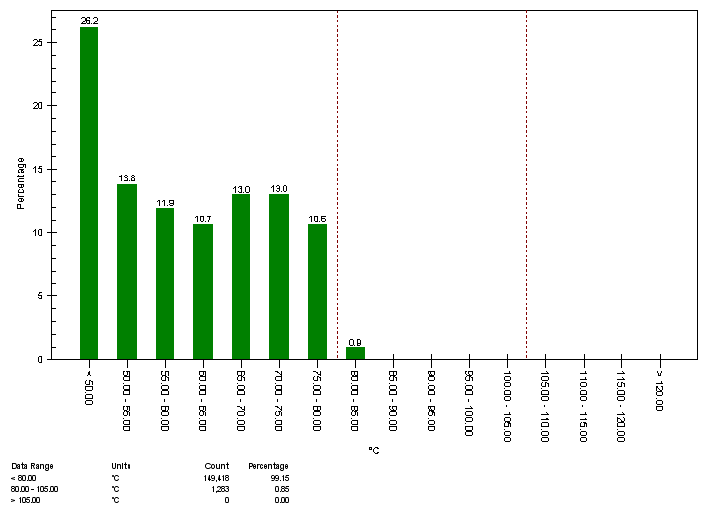 26.2
25
20
13.8
13.0
13.0
15
11.9
10.7
10.6
10
5
0.9
0
Percentage
< 50.00
50.00 - 55.00
55.00 - 60.00
60.00 - 65.00
65.00 - 70.00
70.00 - 75.00
75.00 - 80.00
80.00 - 85.00
85.00 - 90.00
90.00 - 95.00
95.00 - 100.00
100.00 - 105.00
105.00 - 110.00
110.00 - 115.00
115.00 - 120.00
> 120.00
°C
Data Range Units Count Percentage
< 80.00 °C 149,418 99.15
80.00 - 105.00 °C 1,283 0.85
> 105.00 °C 0 0.00